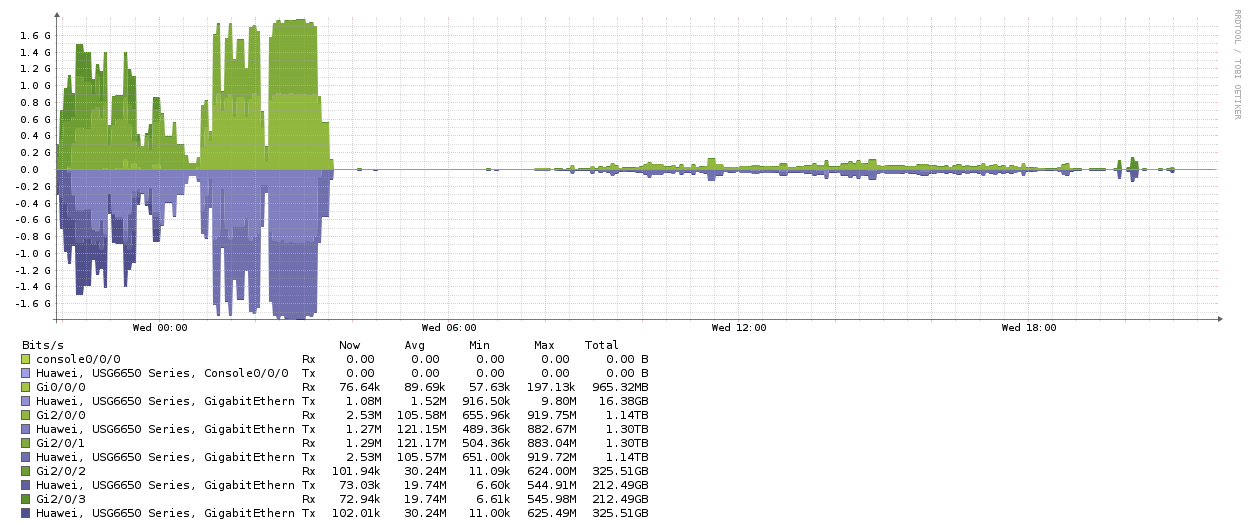 RRDTOOL / TOBI OETIKER
1.6 G
1.4 G
1.2 G
1.0 G
0.8 G
0.6 G
0.4 G
0.2 G
0.0
-0.2 G
-0.4 G
-0.6 G
-0.8 G
-1.0 G
-1.2 G
-1.4 G
-1.6 G
Wed 00:00 Wed 06:00 Wed 12:00 Wed 18:00
Bits/s Now Avg Min Max Total
console0/0/0 Rx 0.00 0.00 0.00 0.00 0.00 B
Huawei, USG6650 Series, Console0/0/0 Tx 0.00 0.00 0.00 0.00 0.00 B
Gi0/0/0 Rx 76.64k 89.69k 57.63k 197.13k 965.32MB
Huawei, USG6650 Series, GigabitEthern Tx 1.08M 1.52M 916.50k 9.80M 16.38GB
Gi2/0/0 Rx 2.53M 105.58M 655.96k 919.75M 1.14TB
Huawei, USG6650 Series, GigabitEthern Tx 1.27M 121.15M 489.36k 882.67M 1.30TB
Gi2/0/1 Rx 1.29M 121.17M 504.36k 883.04M 1.30TB
Huawei, USG6650 Series, GigabitEthern Tx 2.53M 105.57M 651.00k 919.72M 1.14TB
Gi2/0/2 Rx 101.94k 30.24M 11.09k 624.00M 325.51GB
Huawei, USG6650 Series, GigabitEthern Tx 73.03k 19.74M 6.60k 544.91M 212.49GB
Gi2/0/3 Rx 72.94k 19.74M 6.61k 545.98M 212.49GB
Huawei, USG6650 Series, GigabitEthern Tx 102.01k 30.24M 11.00k 625.49M 325.51GB